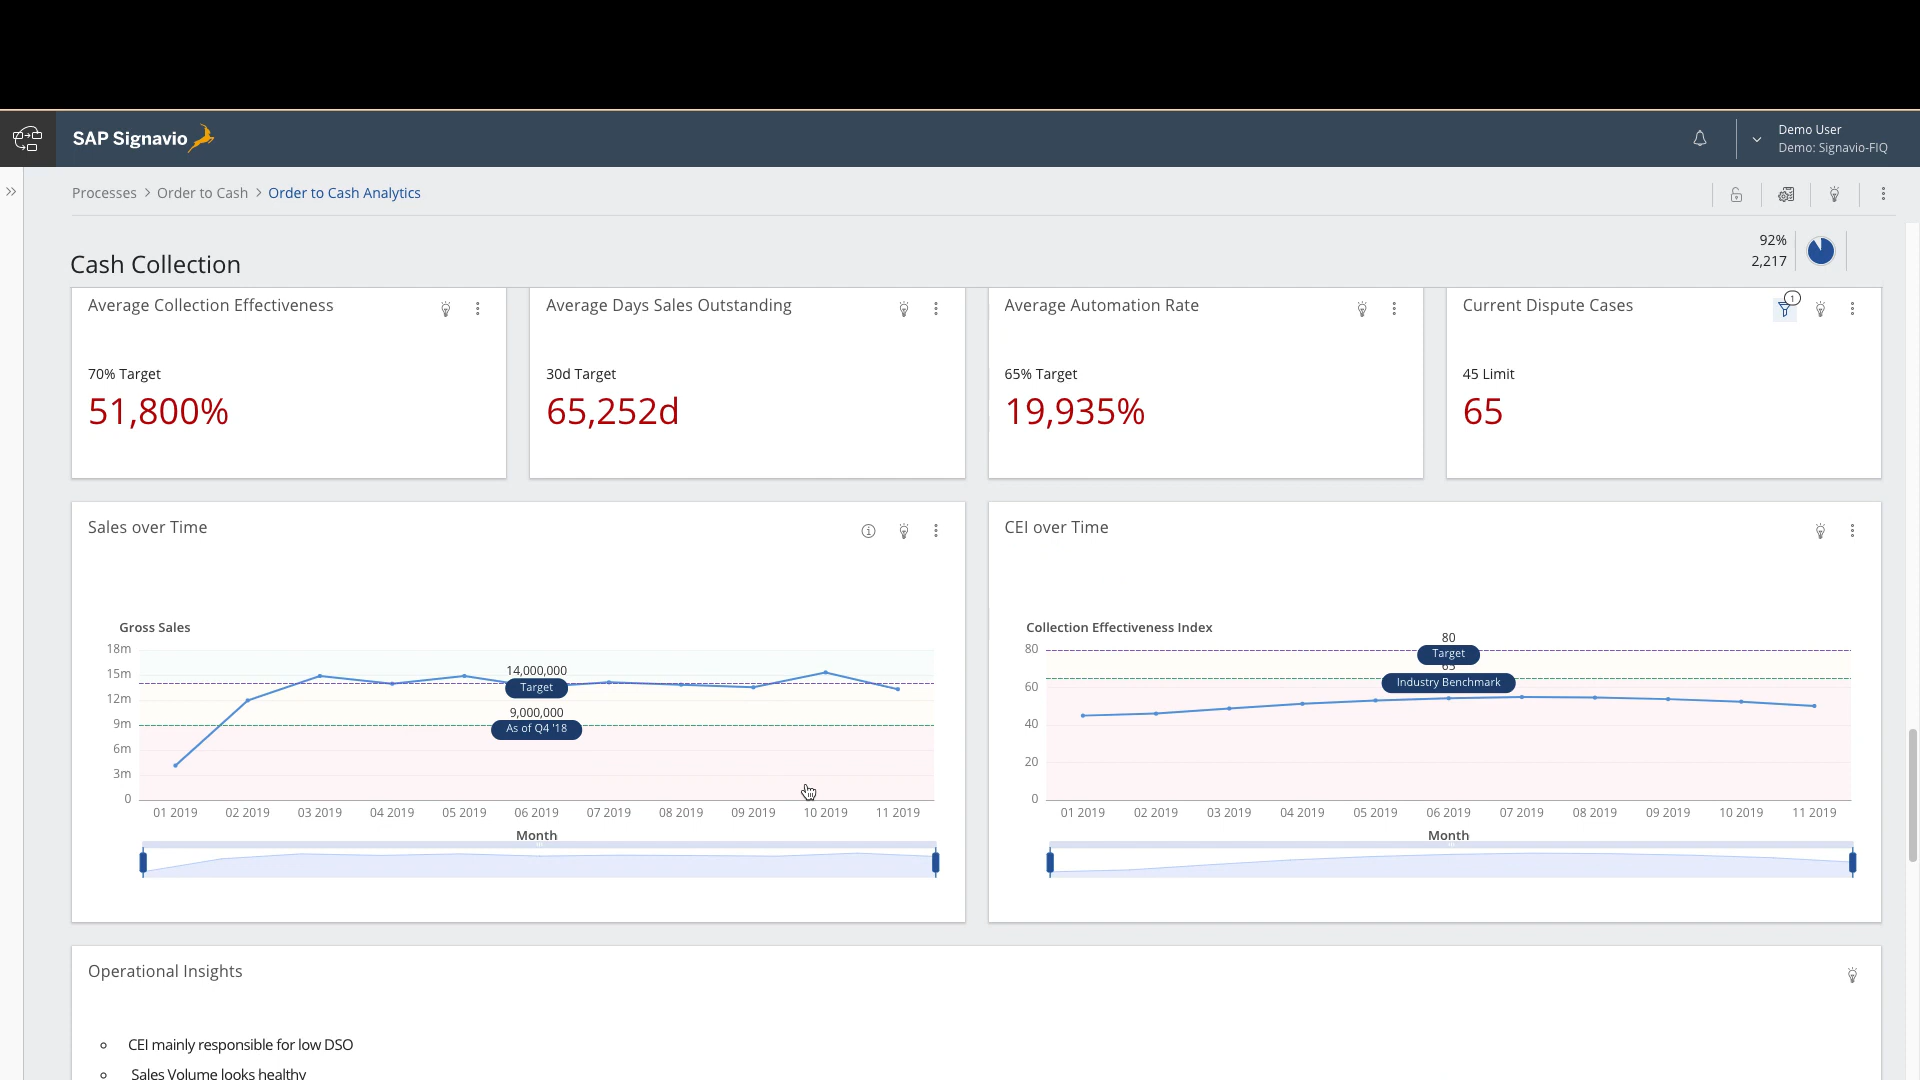 SAP Signavio
Demo User
Demo: Signavio-FIQ
Processes > Order to Cash > Order to Cash Analytics
92%
2,217
Cash Collection
Average Collection Effectiveness
70% Target
51,800%
Average Days Sales Outstanding
30d Target
65,252d
Average Automation Rate
65% Target
19,935%
Current Dispute Cases
1
45 Limit
65
Sales over Time
Gross Sales
18m
15m
12m
9m
6m
3m
0
14,000,000
Target
9,000,000
As of Q4 '18
01 2019 02 2019 03 2019 04 2019 05 2019 06 2019 07 2019 08 2019 09 2019 10 2019 11 2019
Month
CEI over Time
Collection Effectiveness Index
80
60
40
20
0
80
Target
65
Industry Benchmark
01 2019 02 2019 03 2019 04 2019 05 2019 06 2019 07 2019 08 2019 09 2019 10 2019 11 2019
Month
Operational Insights
CEI mainly responsible for low DSO
Sales Volume looks healthy